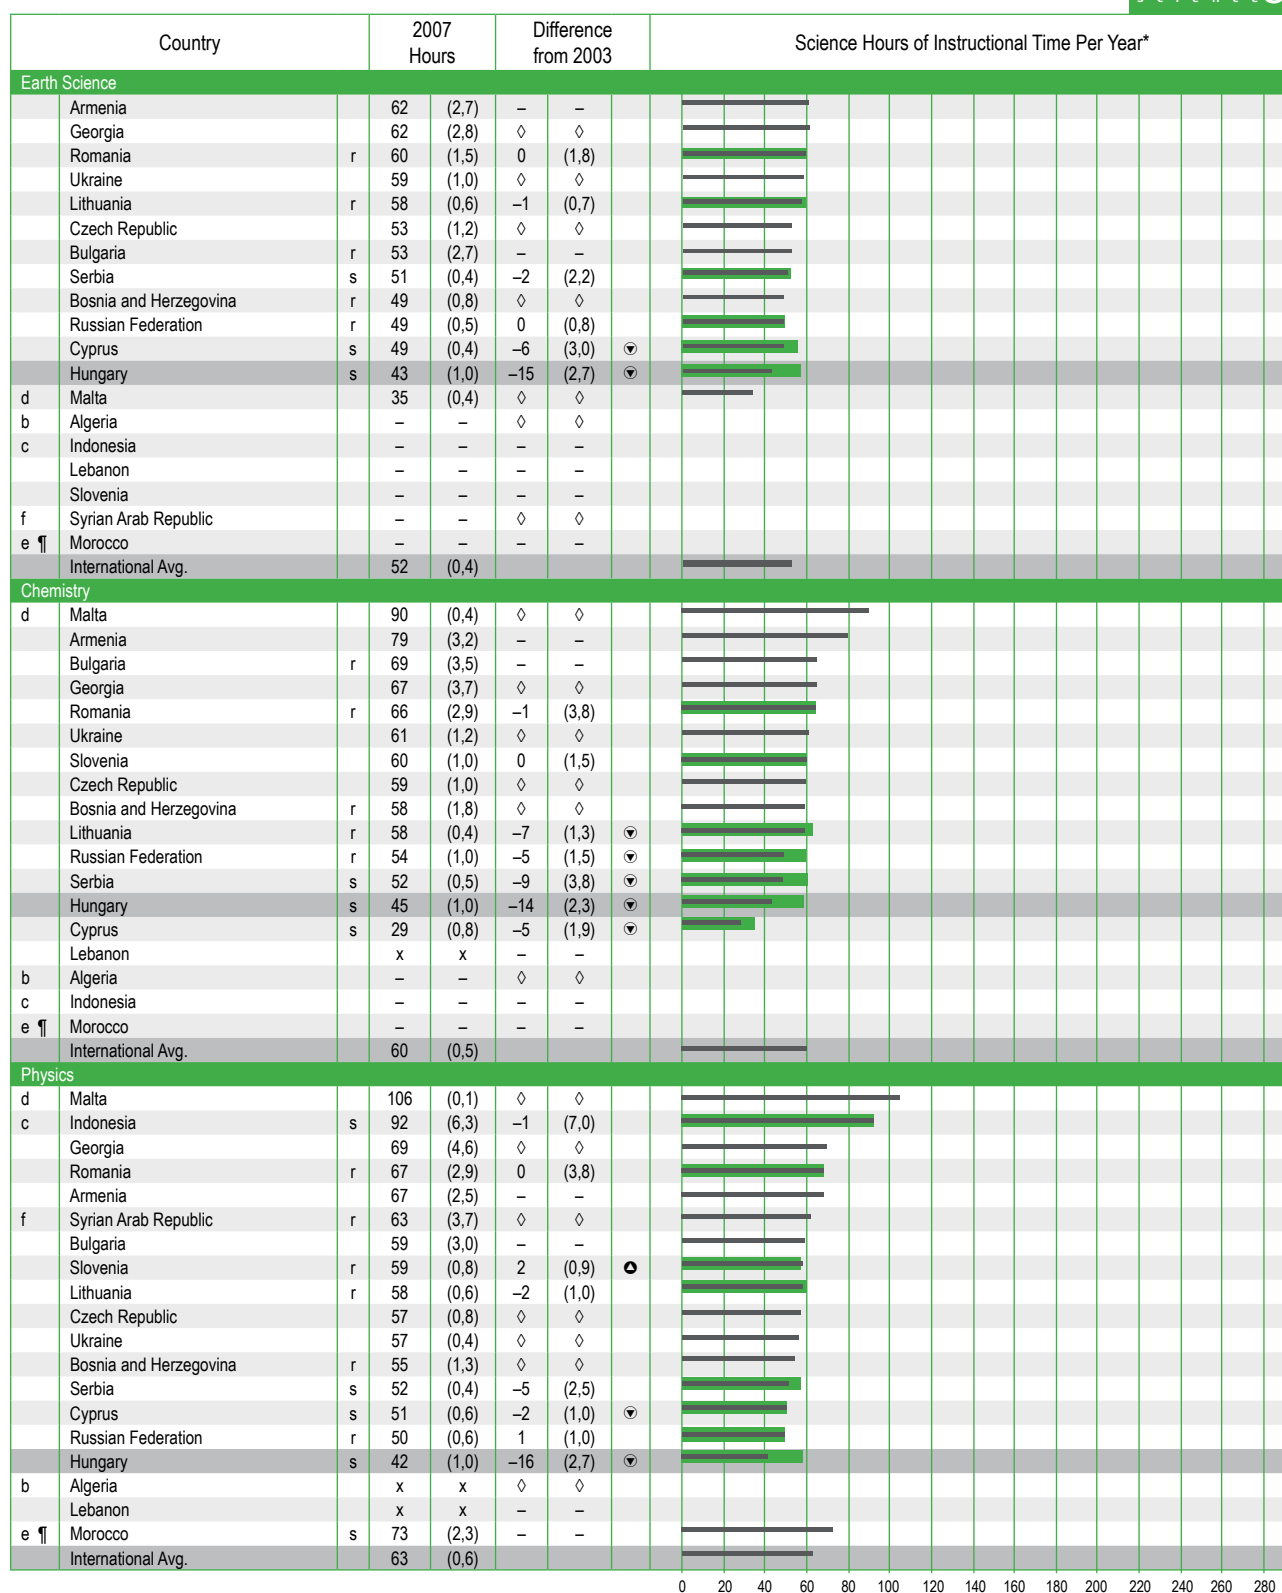 Country 2007 Hours Difference from 2003 Science Hours of Instructional Time Per Year*
Earth Science
Armenia 62 (2,7) – –
Georgia 62 (2,8) ◊ ◊
Romania r 60 (1,5) 0 (1,8)
Ukraine 59 (1,0) ◊ ◊
Lithuania r 58 (0,6) –1 (0,7)
Czech Republic 53 (1,2) ◊ ◊
Bulgaria r 53 (2,7) – –
Serbia s 51 (0,4) –2 (2,2)
Bosnia and Herzegovina r 49 (0,8) ◊ ◊
Russian Federation r 49 (0,5) 0 (0,8)
Cyprus s 49 (0,4) –6 (3,0)
Hungary s 43 (1,0) –15 (2,7)
d Malta 35 (0,4) ◊ ◊
b Algeria – – ◊ ◊
c Indonesia – – – –
Lebanon – – – –
Slovenia – – – –
f Syrian Arab Republic – – ◊ ◊
e ¶ Morocco – – – –
International Avg. 52 (0,4)
Chemistry
d Malta 90 (0,4) ◊ ◊
Armenia 79 (3,2) – –
Bulgaria r 69 (3,5) – –
Georgia 67 (3,7) ◊ ◊
Romania r 66 (2,9) –1 (3,8)
Ukraine 61 (1,2) ◊ ◊
Slovenia 60 (1,0) 0 (1,5)
Czech Republic 59 (1,0) ◊ ◊
Bosnia and Herzegovina r 58 (1,8) ◊ ◊
Lithuania r 58 (0,4) –7 (1,3)
Russian Federation r 54 (1,0) –5 (1,5)
Serbia s 52 (0,5) –9 (3,8)
Hungary s 45 (1,0) –14 (2,3)
Cyprus s 29 (0,8) –5 (1,9)
Lebanon x x – –
b Algeria – – ◊ ◊
c Indonesia – – – –
e ¶ Morocco – – – –
International Avg. 60 (0,5)
Physics
d Malta 106 (0,1) ◊ ◊
c Indonesia s 92 (6,3) –1 (7,0)
Georgia 69 (4,6) ◊ ◊
Romania r 67 (2,9) 0 (3,8)
Armenia 67 (2,5) – –
f Syrian Arab Republic r 63 (3,7) ◊ ◊
Bulgaria 59 (3,0) – –
Slovenia r 59 (0,8) 2 (0,9)
Lithuania r 58 (0,6) –2 (1,0)
Czech Republic 57 (0,8) ◊ ◊
Ukraine 57 (0,4) ◊ ◊
Bosnia and Herzegovina r 55 (1,3) ◊ ◊
Serbia s 52 (0,4) –5 (2,5)
Cyprus s 51 (0,6) –2 (1,0)
Russian Federation r 50 (0,6) 1 (1,0)
Hungary s 42 (1,0) –16 (2,7)
b Algeria x x ◊ ◊
Lebanon x x – –
e ¶ Morocco s 73 (2,3) – –
International Avg. 63 (0,6)
0 20 40 60 80 100 120 140 160 180 200 220 240 260 280